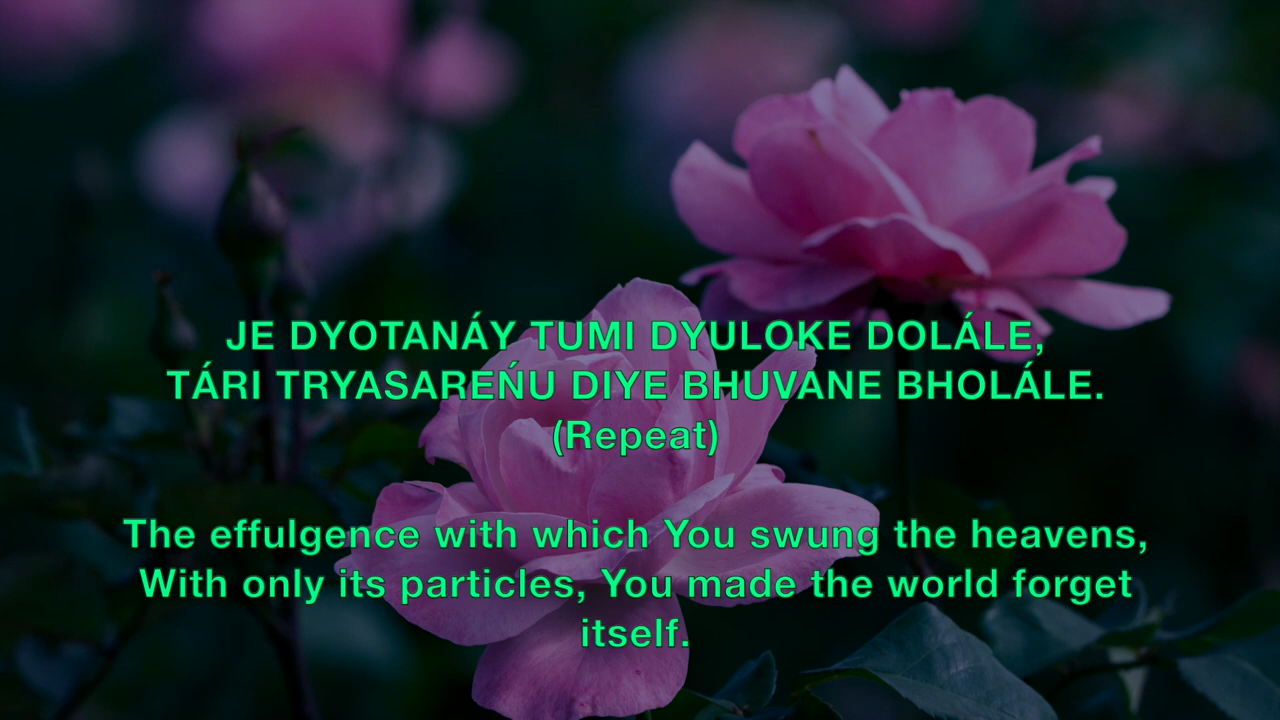 JE DYOTANÁY TUMI DYULOKE DOLÁLE,
TÁRI TRYASAREŃU DIYE BHUVANE BHOLÁLE.
(Repeat)
The effulgence with which You swung the heavens,
With only its particles, You made the world forget
itself.